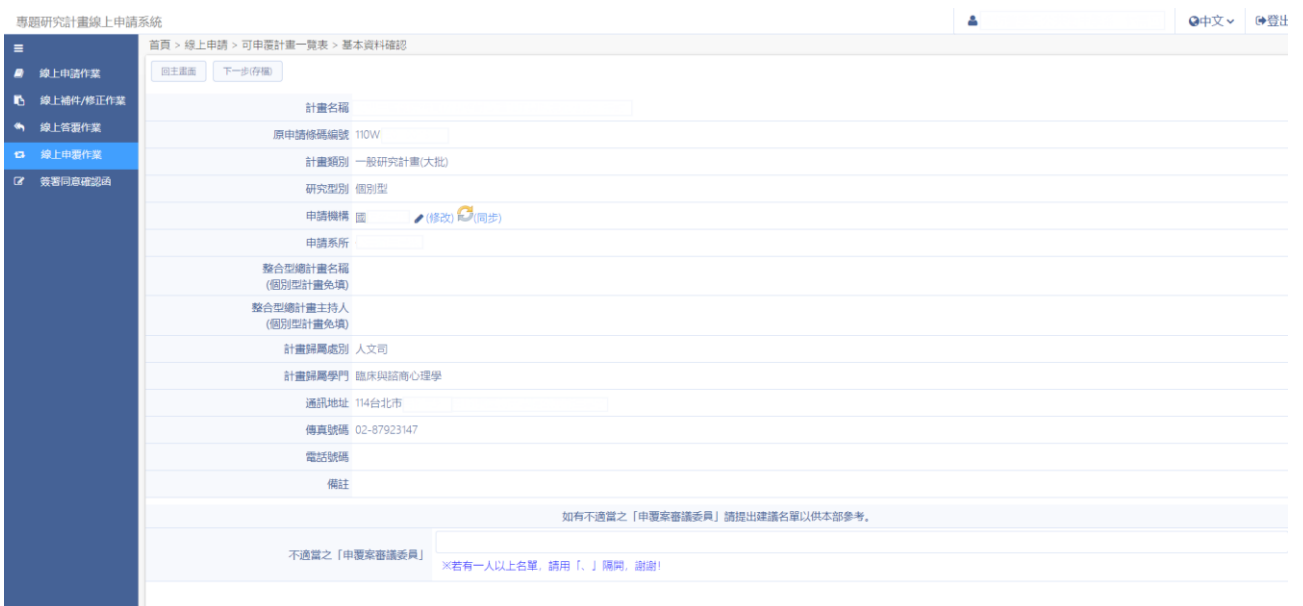 專題研究計畫線上申請系統
中文
登出
首頁 > 線上申請 > 可申覆計畫一覽表 > 基本資料確認
線上申請作業
線上補件/修正作業
線上答覆作業
線上申覆作業
簽署同意確認函
回主畫面
下一步(存檔)
計畫名稱
原申請條碼編號 110W
計畫類別 一般研究計畫(大批)
研究型別 個別型
申請機構 國 (修改) (同步)
申請系所
整合型總計畫名稱
(個別型計畫免填)
整合型總計畫主持人
(個別型計畫免填)
計畫歸屬處別 人文司
計畫歸屬學門 臨床與諮商心理學
通訊地址 114台北市
傳真號碼 02-87923147
電話號碼
備註
如有不適當之「申覆案審議委員」請提出建議名單以供本部參考。
不適當之「申覆案審議委員」
※若有一人以上名單，請用「、」隔開，謝謝!